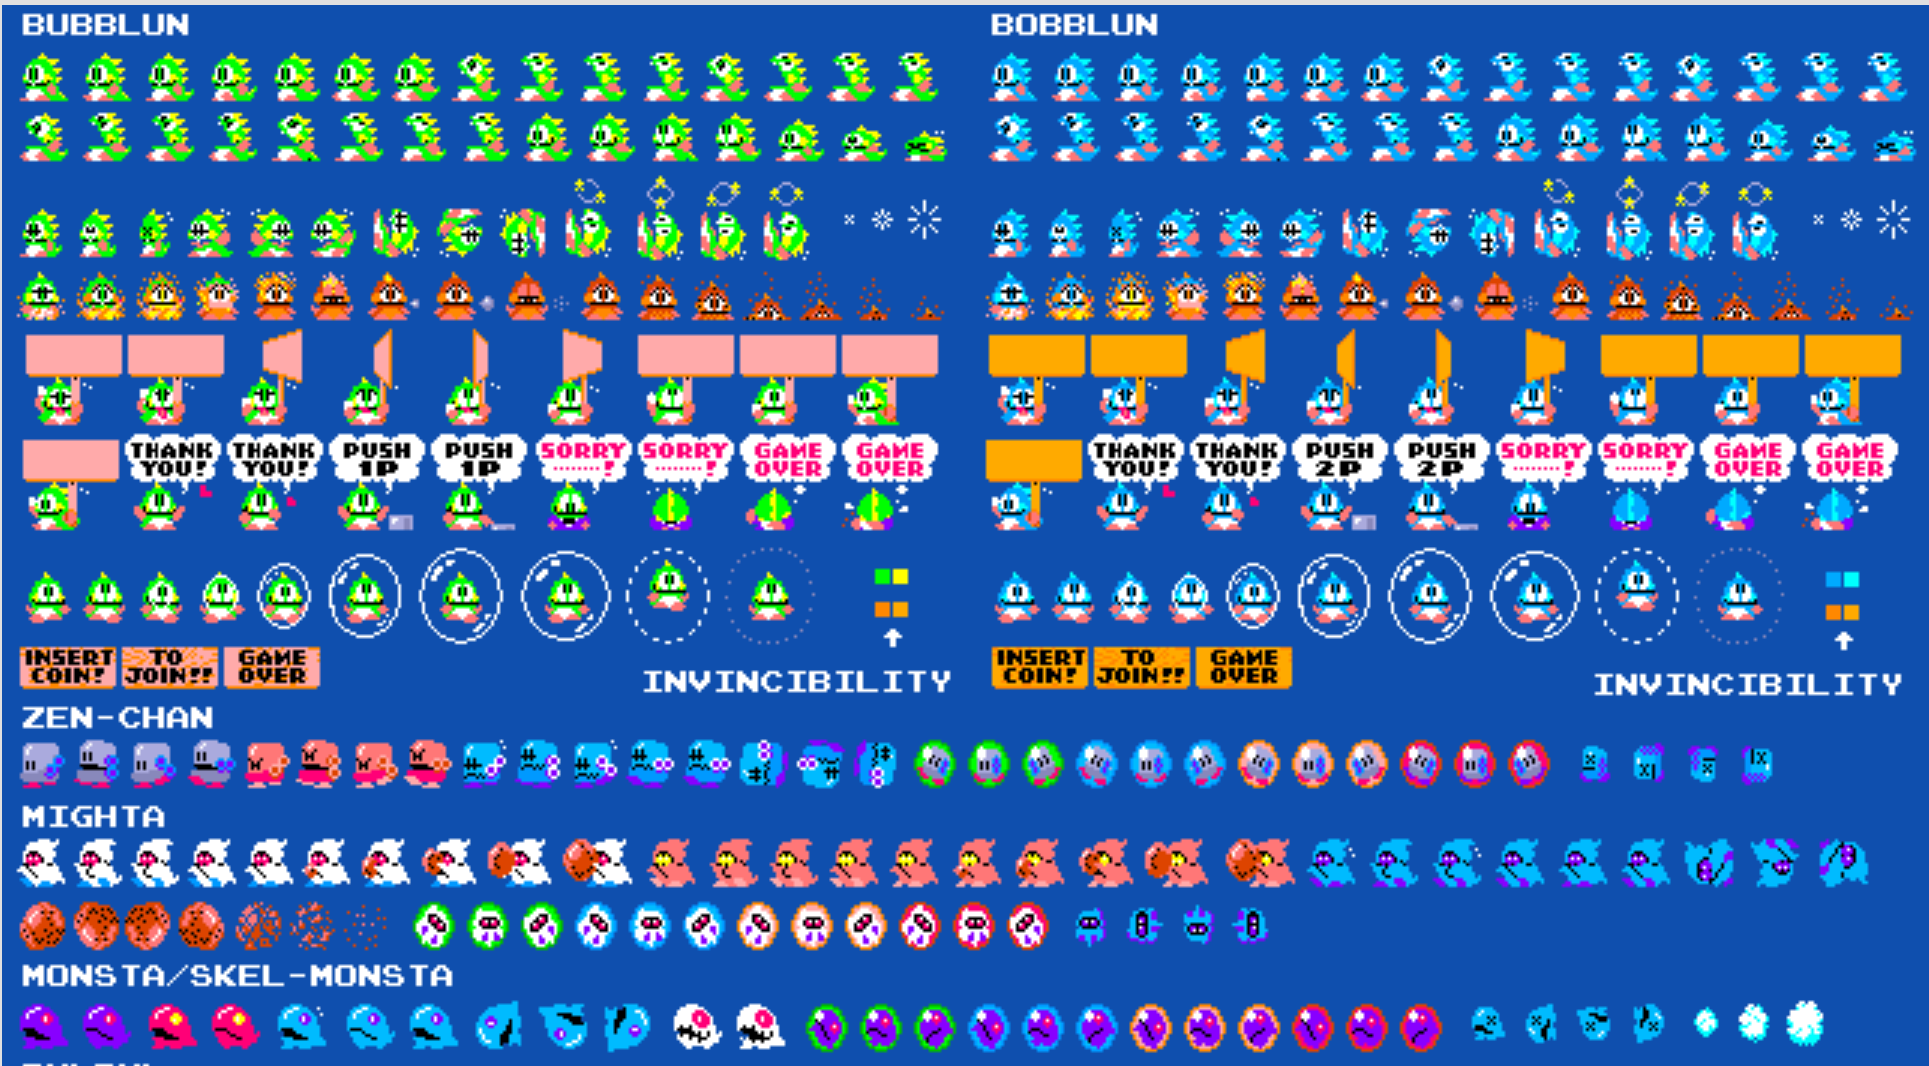 BUBBLUN
BOBBLUN
THANK YOU!
THANK YOU!
PUSH 1P
PUSH 1P
SORRY ........!
SORRY ........!
GAME OVER
GAME OVER
THANK YOU!
THANK YOU!
PUSH 2P
PUSH 2P
SORRY ........!
SORRY ........!
GAME OVER
GAME OVER
INSERT COIN!
TO JOIN!!
GAME OVER
INVINCIBILITY
INSERT COIN!
TO JOIN!!
GAME OVER
INVINCIBILITY
ZEN-CHAN
MIGHTA
MONSTA/SKEL-MONSTA